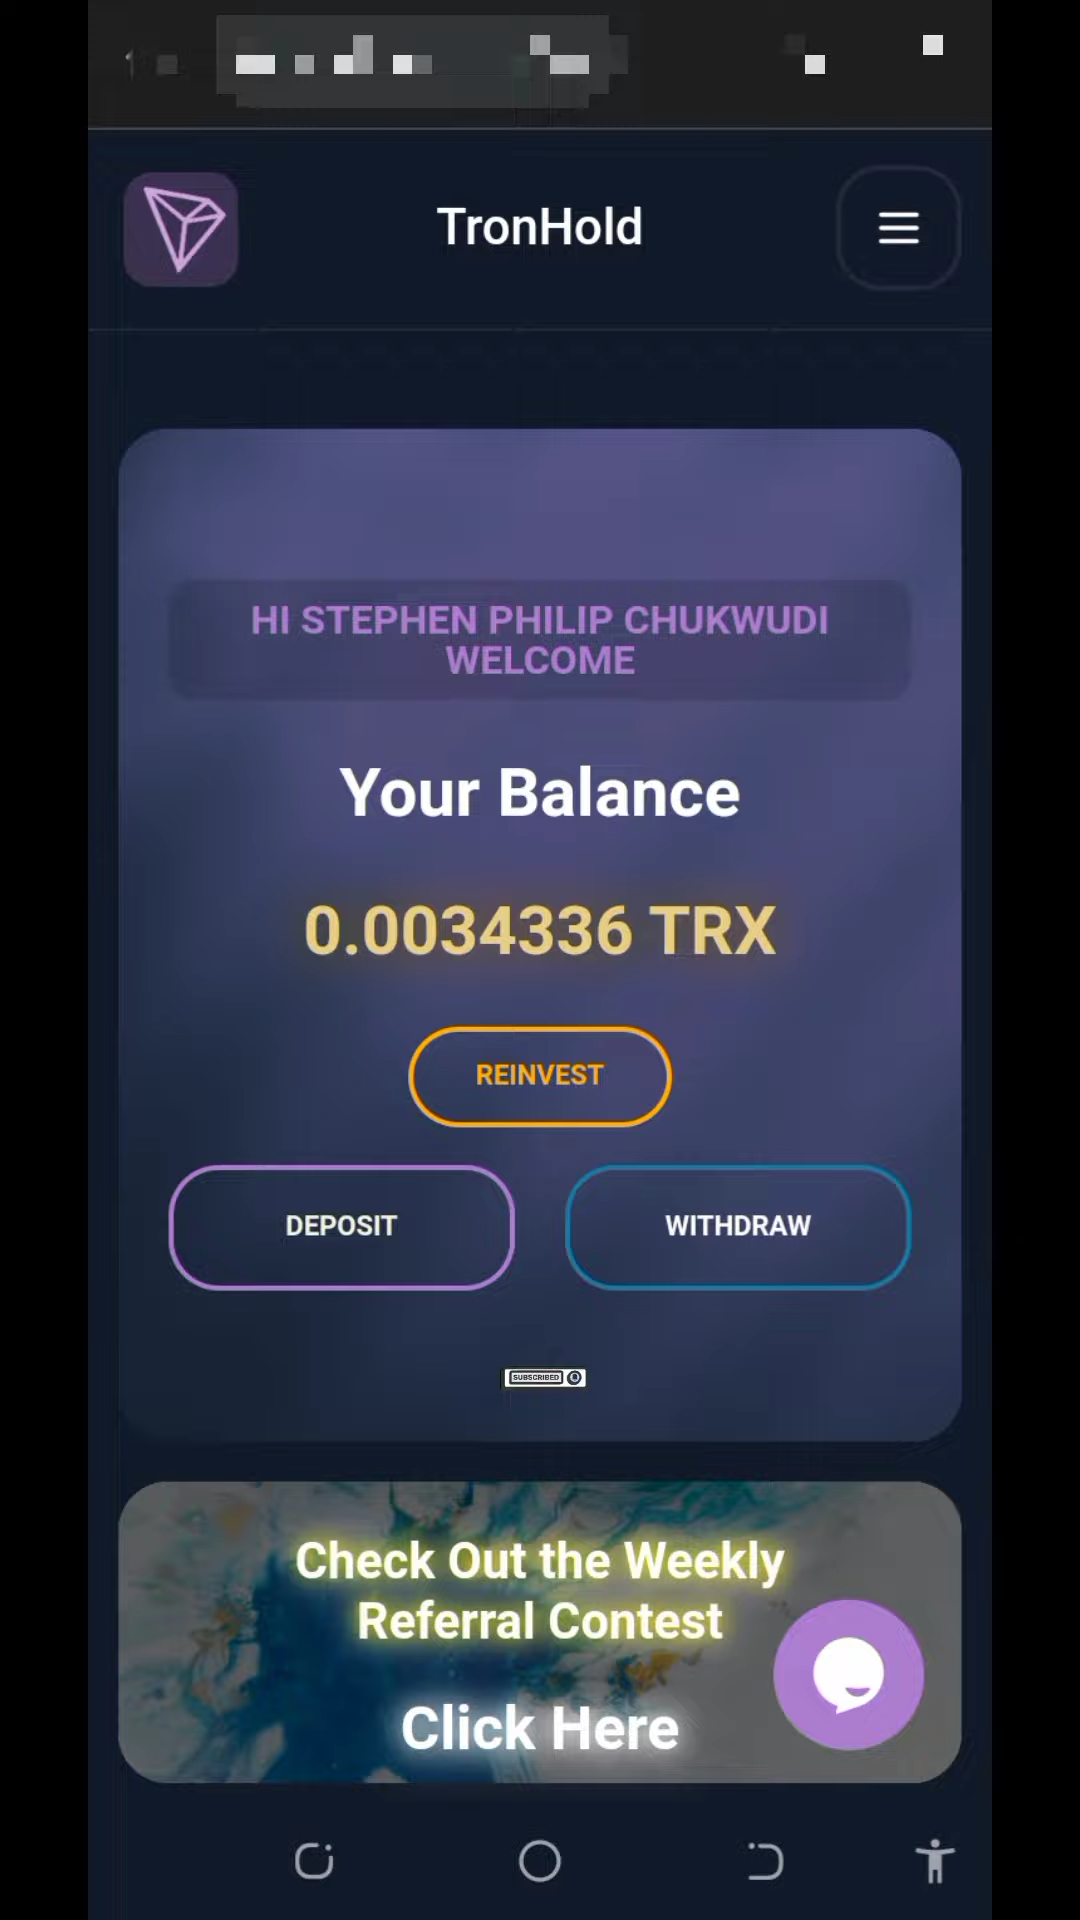 TronHold
HI STEPHEN PHILIP CHUKWUDI
WELCOME
Your Balance
0.0034336 TRX
REINVEST
DEPOSIT
WITHDRAW
SUBSCRIBED
Check Out the Weekly
Referral Contest
Click Here